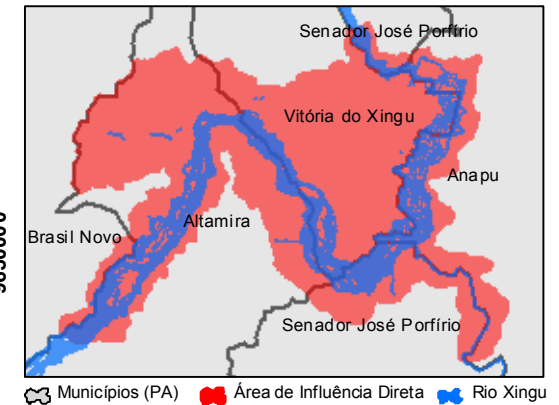 Senador José Porfírio
Vitória do Xingu
Anapu
Altamira
Brasil Novo
Senador José Porfírio
Municípios (PA) Área de Influência Direta Rio Xingu